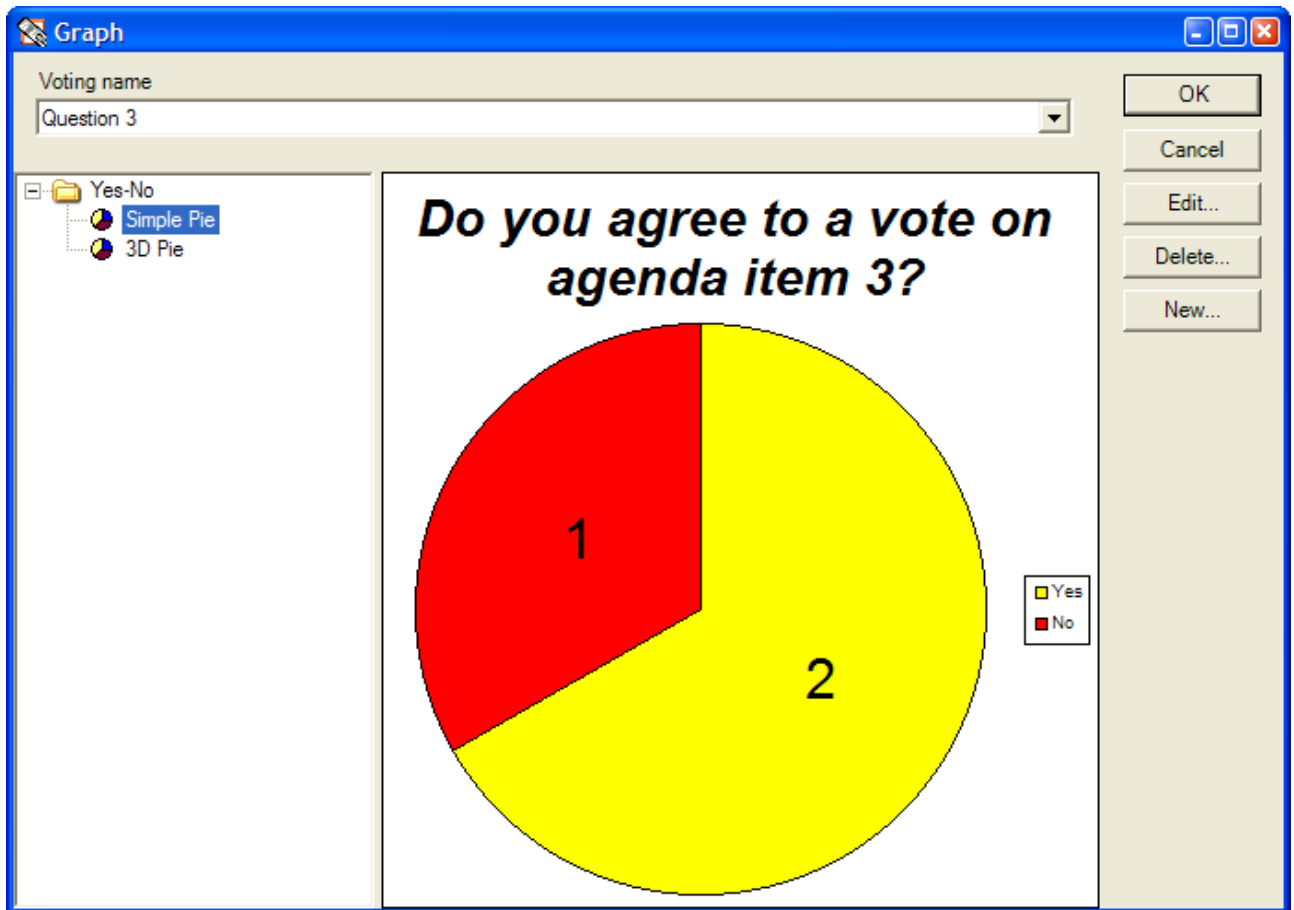 Graph
Voting name
Question 3
OK
Cancel
Edit...
Delete...
New...
Yes-No
Simple Pie
3D Pie
Do you agree to a vote on
agenda item 3?
1
2
Yes
No